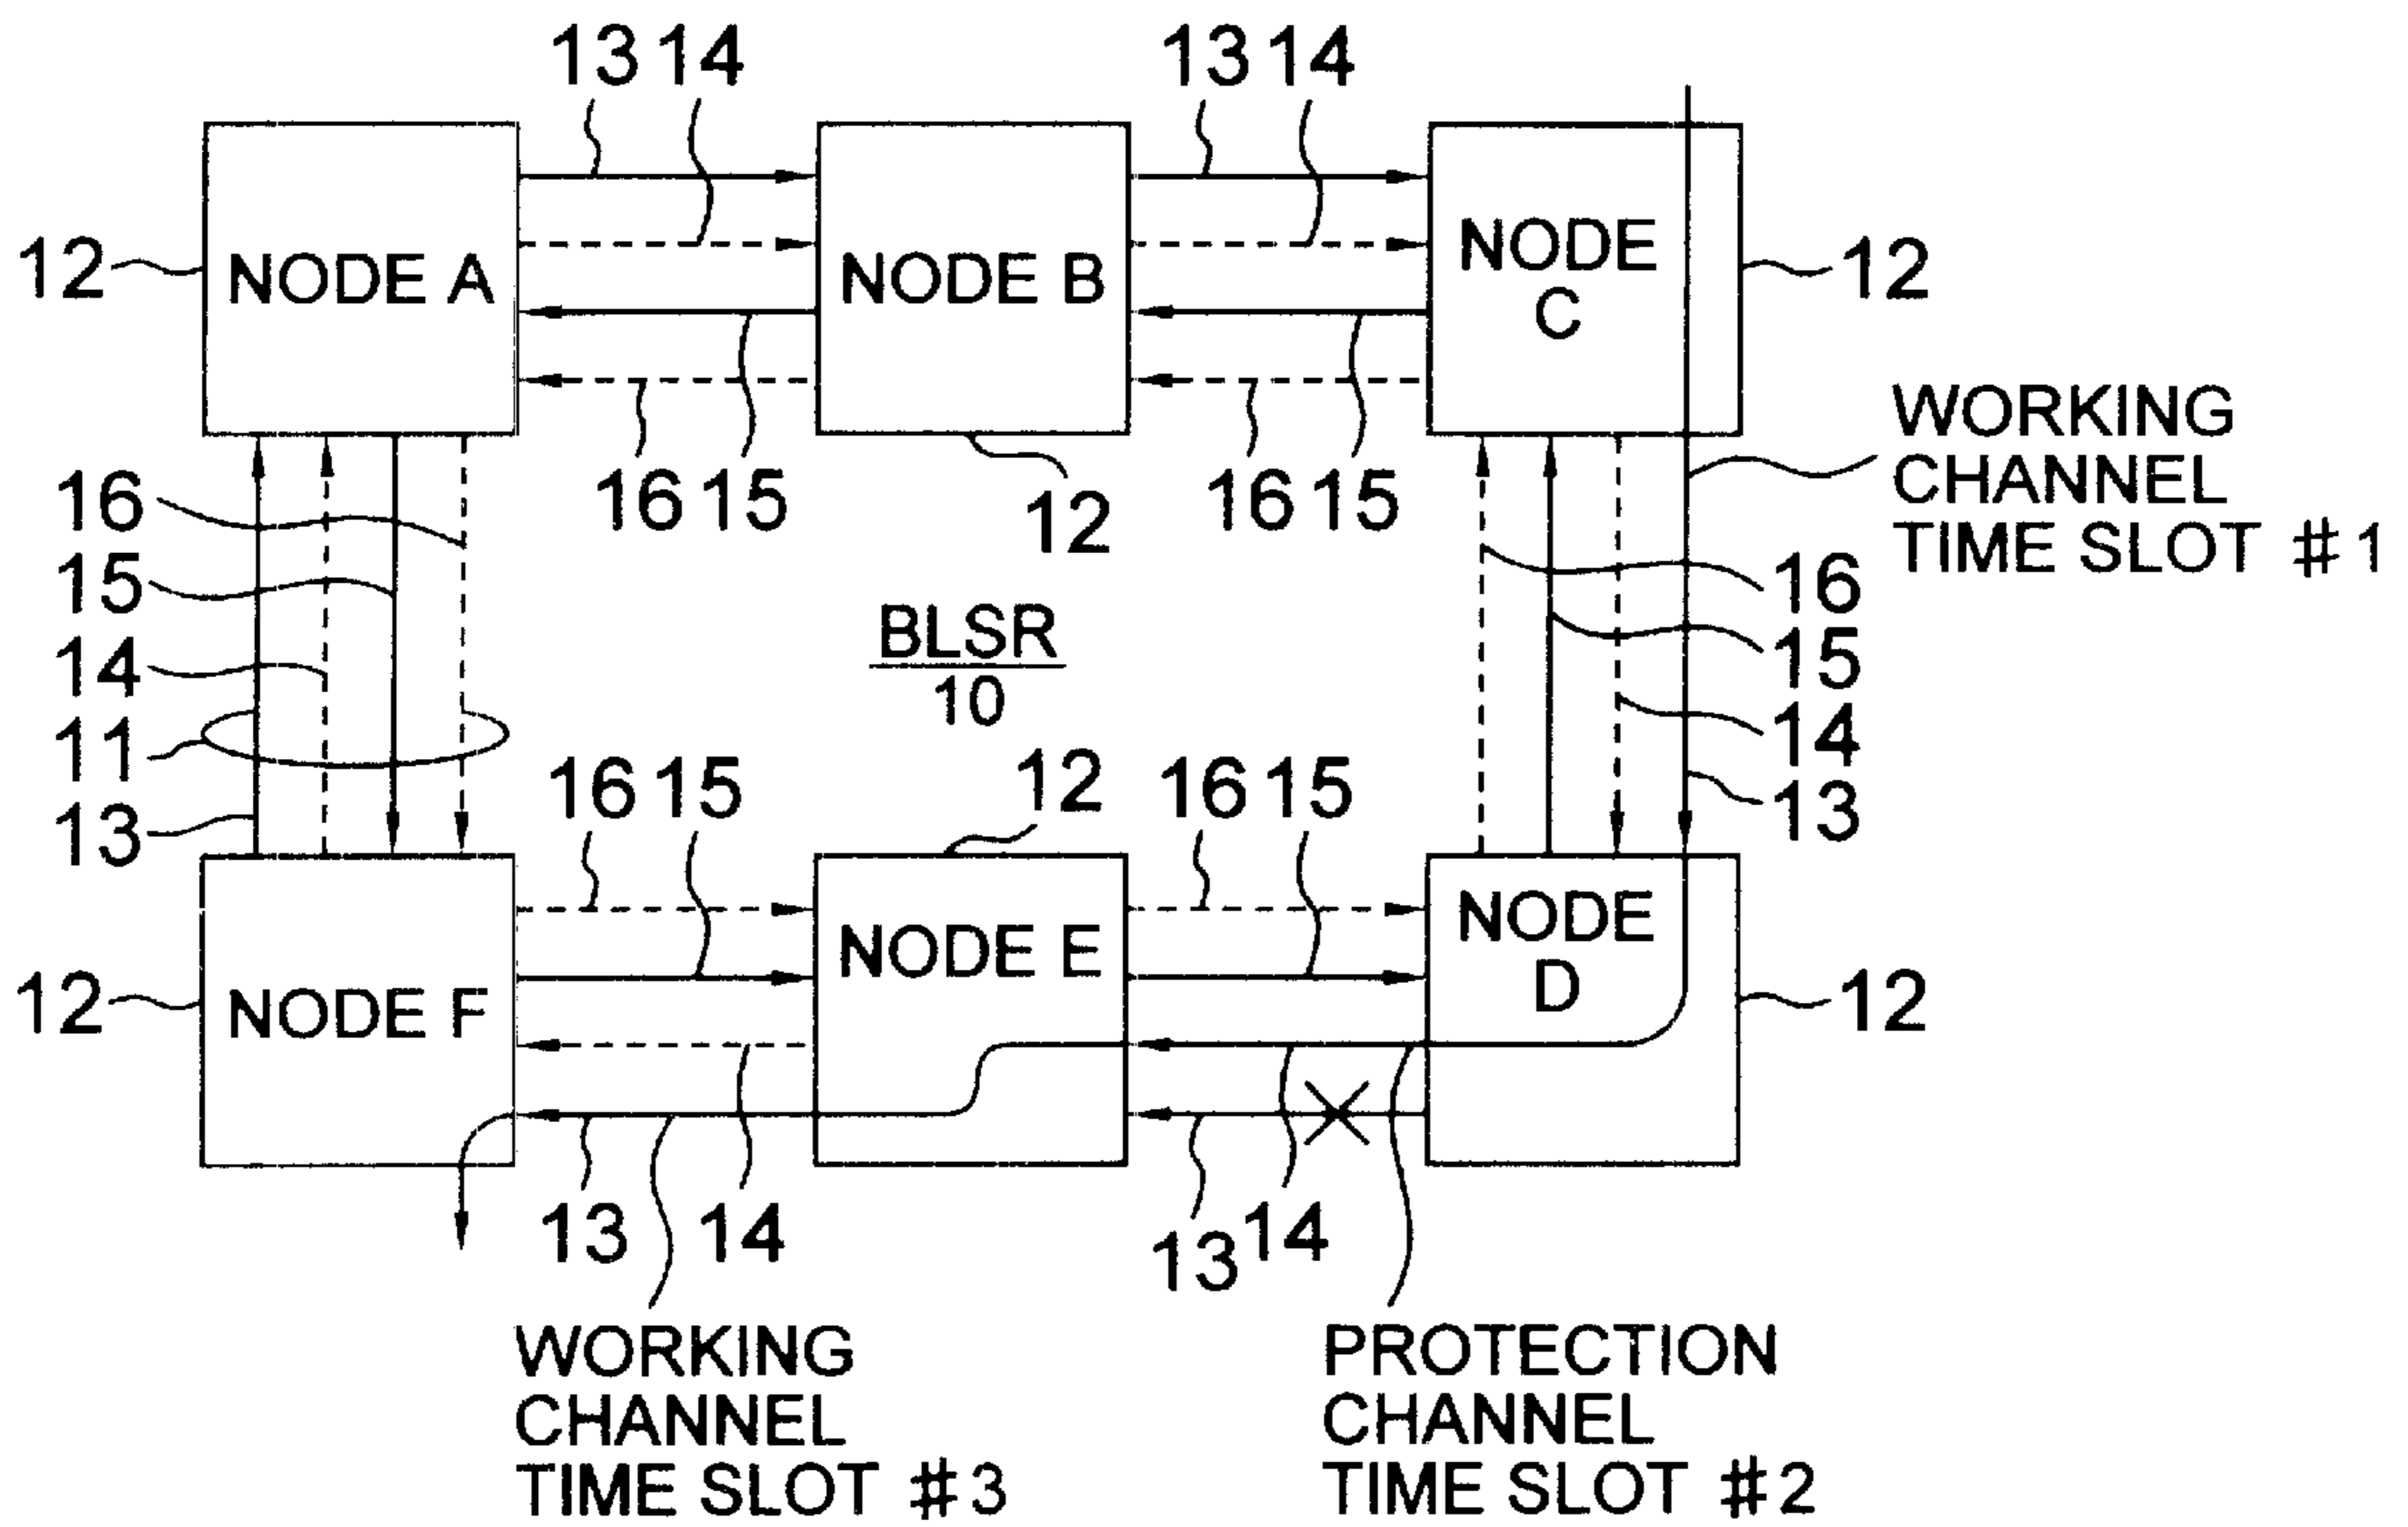 13 14
13 14
12
NODE A
NODE B
NODE
C
12
WORKING
CHANNEL
TIME SLOT #1
16 15
12
16 15
16
15
14
11
13
BLSR
10
16
15
14
13
16 15
12
16 15
12
NODE F
NODE E
NODE
D
12
13
14
13
14
WORKING
CHANNEL
TIME SLOT #3
PROTECTION
CHANNEL
TIME SLOT #2